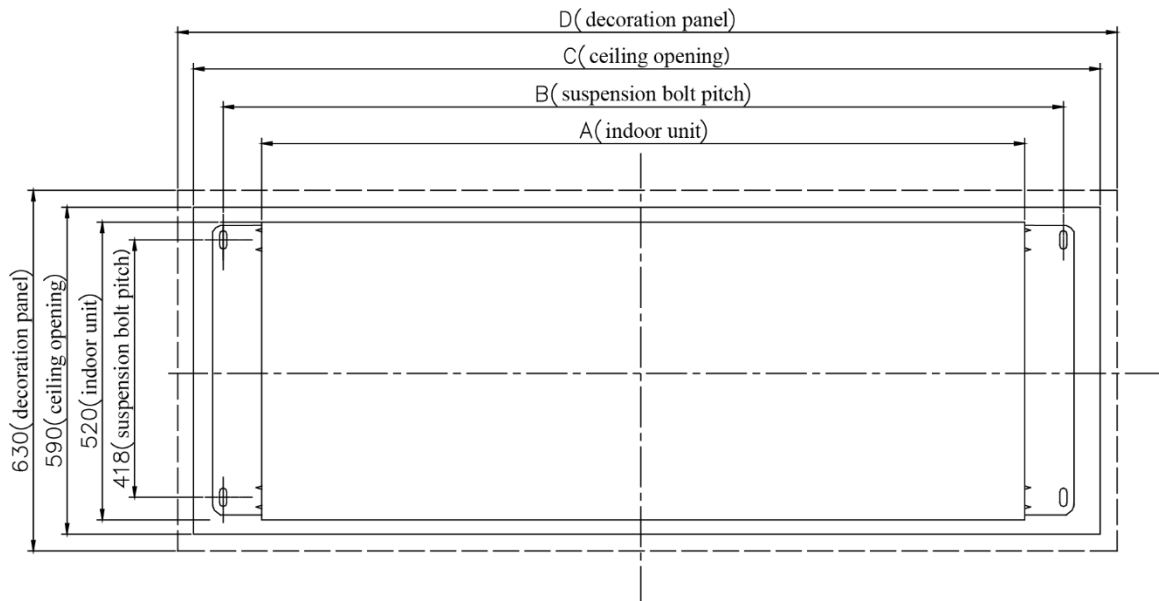 D( decoration panel)
C( ceiling opening)
B( suspension bolt pitch)
A( indoor unit)
630( decoration panel)
590( ceiling opening)
520( indoor unit)
418( suspension bolt pitch)